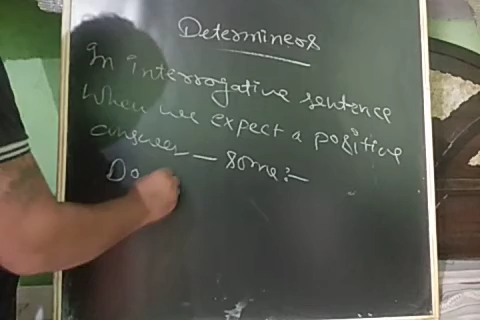 Determiners
In interrogative sentence
When we expect a positive
answer — Some :-
Do